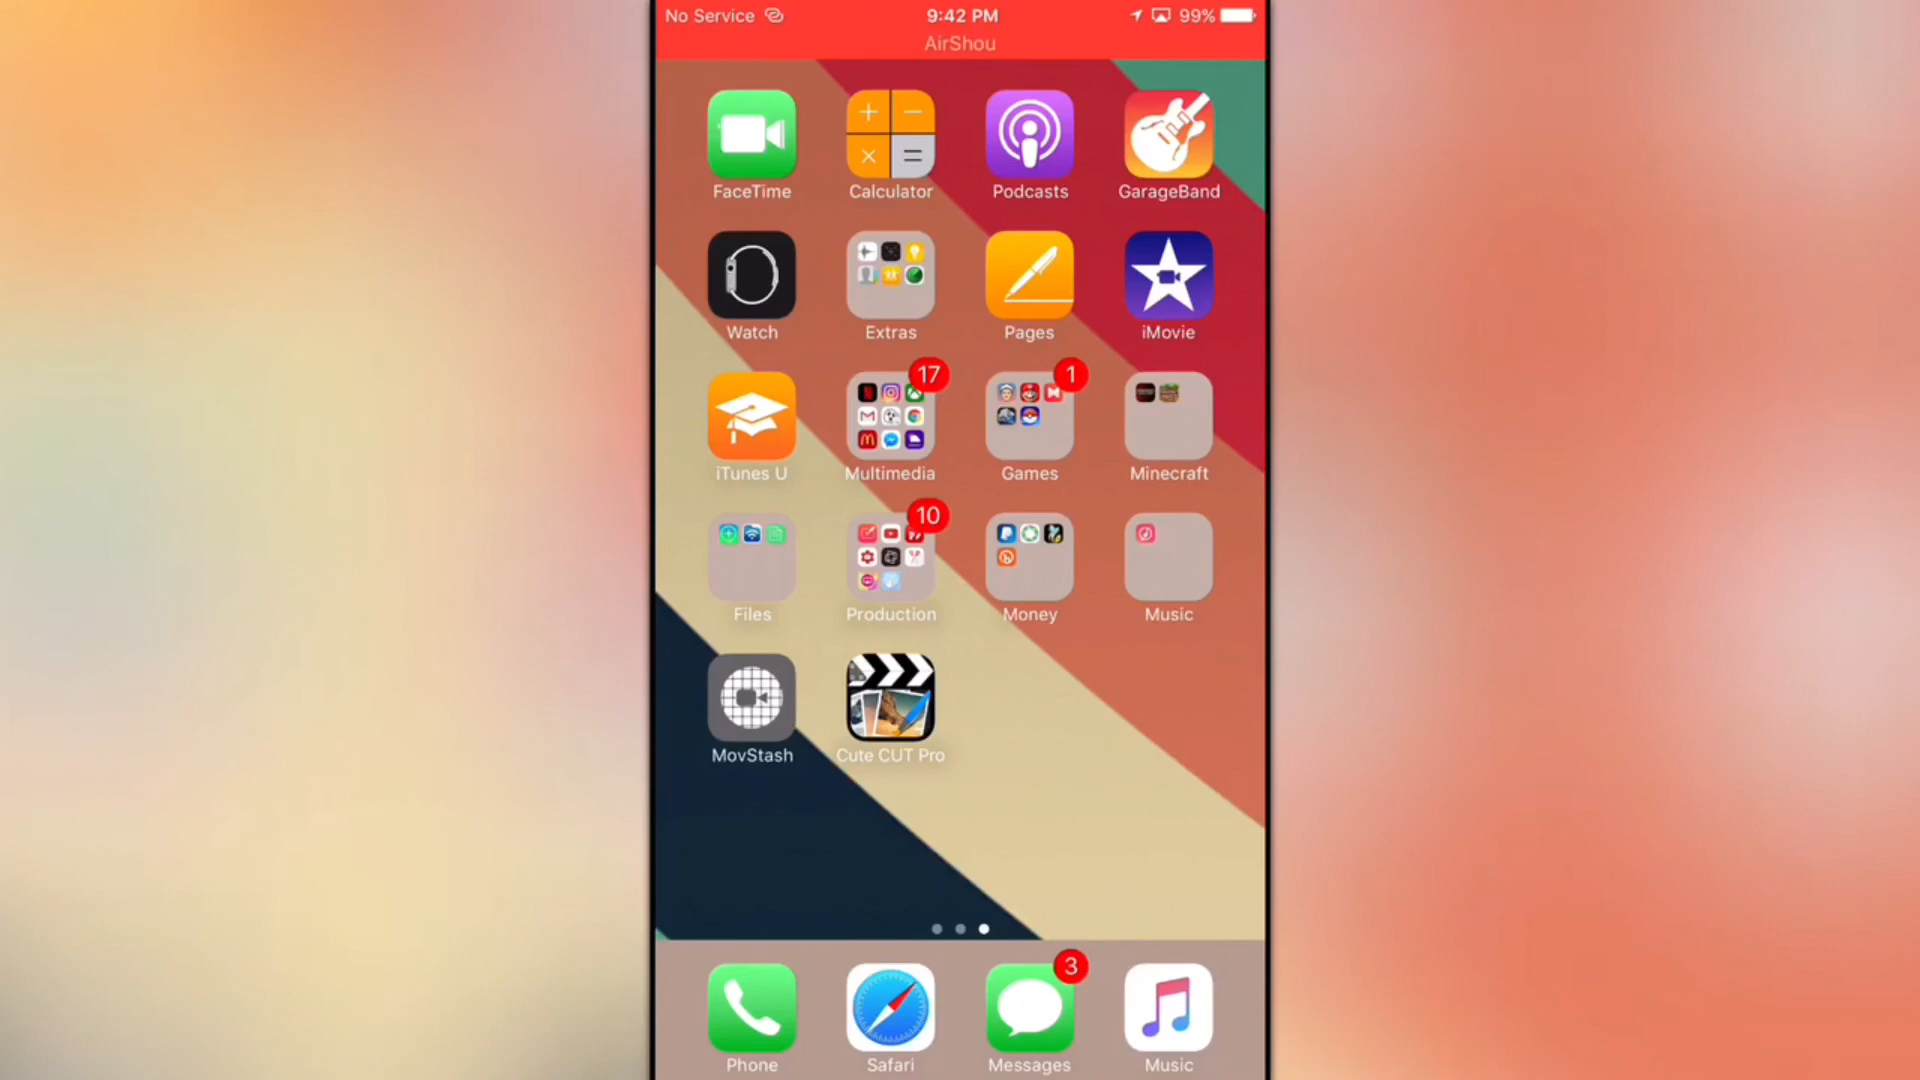 No Service 9:42 PM 99%
AirShou
FaceTime Calculator Podcasts GarageBand
Watch Extras Pages iMovie
17 1
iTunes U Multimedia Games Minecraft
10
Files Production Money Music
MovStash Cute CUT Pro
3
Phone Safari Messages Music